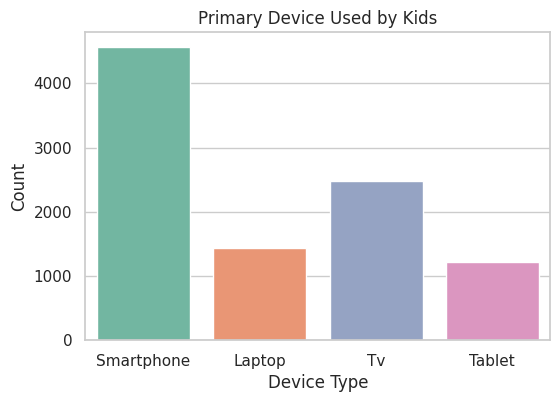 Primary Device Used by Kids
Count
4000
3000
2000
1000
0
Smartphone Laptop Tv Tablet
Device Type